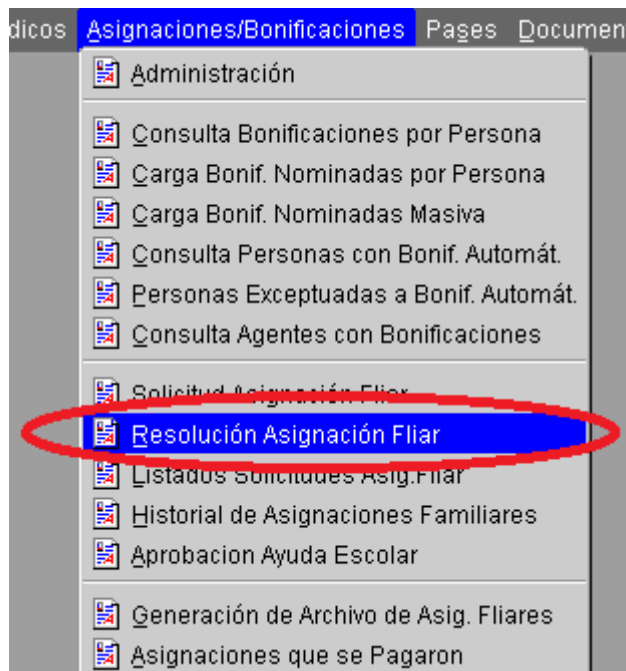 dicos Asignaciones/Bonificaciones Pages Documen
Administración
Consulta Bonificaciones por Persona
Carga Bonif. Nominadas por Persona
Carga Bonif. Nominadas Masiva
Consulta Personas con Bonif. Automát.
Personas Exceptuadas a Bonif. Automát.
Consulta Agentes con Bonificaciones
Solicitud Asignación Fliar
Resolución Asignación Fliar
Listados Solicitudes Asig.Fliar
Historial de Asignaciones Familiares
Aprobacion Ayuda Escolar
Generación de Archivo de Asig. Fliares
Asignaciones que se Pagaron